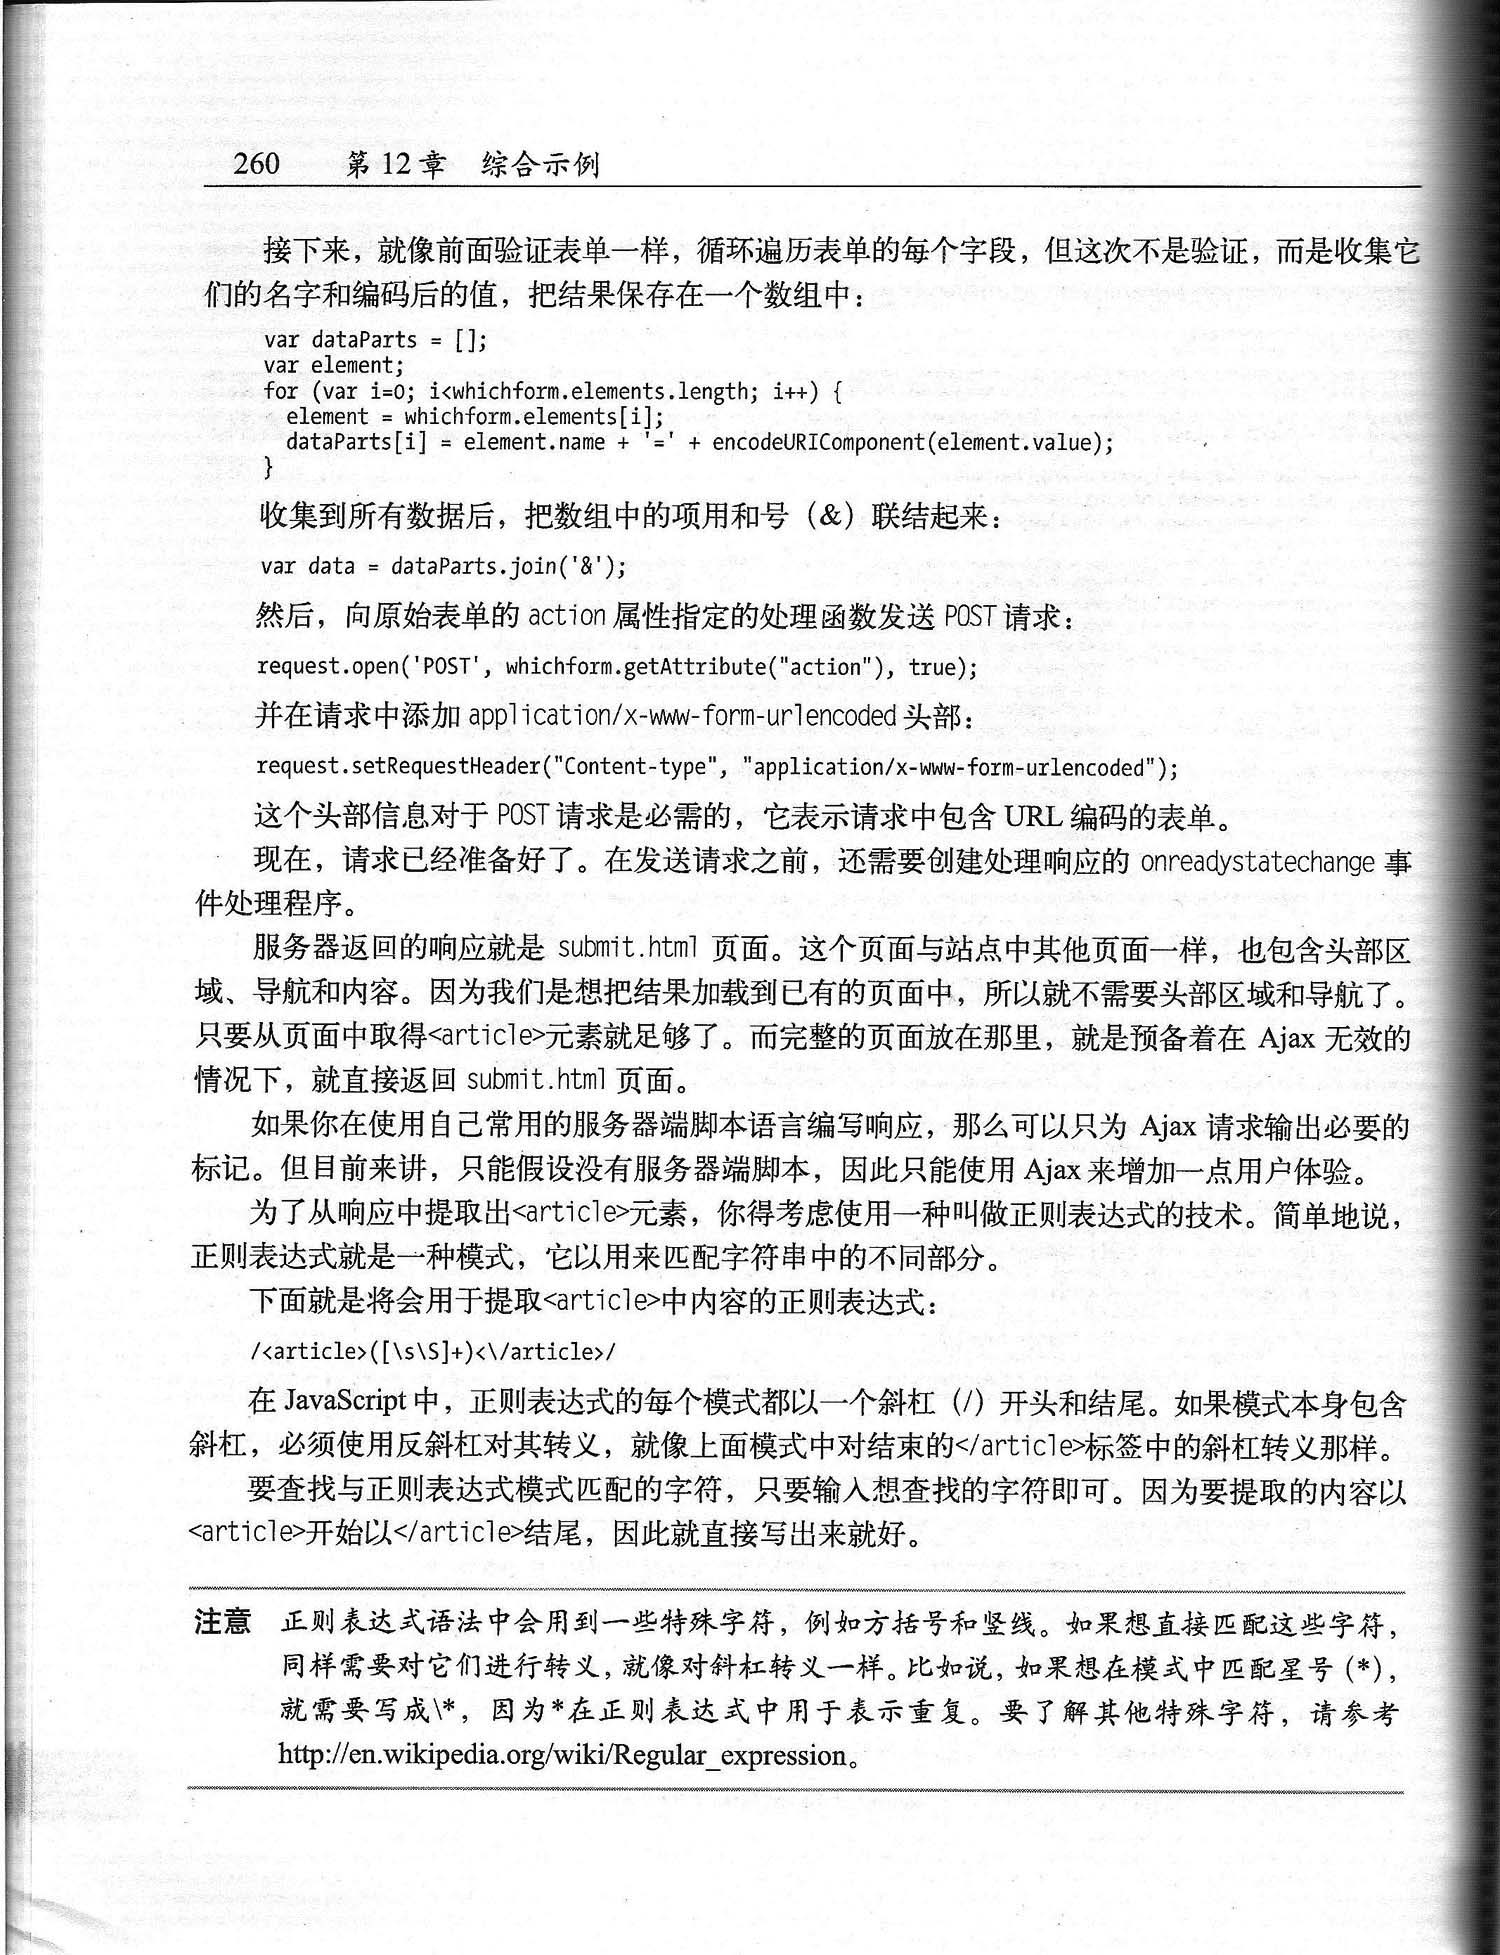 260 第 12 章 综合示例
接下来，就像前面验证表单一样，循环遍历表单的每个字段，但这次不是验证，而是收集它
们的名字和编码后的值，把结果保存在一个数组中：
var dataParts = [];
var element;
for (var i=0; i<whichform.elements.length; i++) {
  element = whichform.elements[i];
  dataParts[i] = element.name + '=' + encodeURIComponent(element.value);
}
收集到所有数据后，把数组中的项用和号（&）联结起来：
var data = dataParts.join('&');
然后，向原始表单的 action 属性指定的处理函数发送 POST 请求：
request.open('POST', whichform.getAttribute("action"), true);
并在请求中添加 application/x-www-form-urlencoded 头部：
request.setRequestHeader("Content-type", "application/x-www-form-urlencoded");
这个头部信息对于 POST 请求是必需的，它表示请求中包含 URL 编码的表单。
现在，请求已经准备好了。在发送请求之前，还需要创建处理响应的 onreadystatechange 事
件处理程序。
服务器返回的响应就是 submit.html 页面。这个页面与站点中其他页面一样，也包含头部区
域、导航和内容。因为我们是想把结果加载到已有的页面中，所以就不需要头部区域和导航了。
只要从页面中取得<article>元素就足够了。而完整的页面放在那里，就是预备着在 Ajax 无效的
情况下，就直接返回 submit.html 页面。
如果你在使用自己常用的服务器端脚本语言编写响应，那么可以只为 Ajax 请求输出必要的
标记。但目前来讲，只能假设没有服务器端脚本，因此只能使用 Ajax 来增加一点用户体验。
为了从响应中提取出<article>元素，你得考虑使用一种叫做正则表达式的技术。简单地说，
正则表达式就是一种模式，它以用来匹配字符串中的不同部分。
下面就是将会用于提取<article>中内容的正则表达式：
/<article>([\s\S]+)<\/article>/
在 JavaScript 中，正则表达式的每个模式都以一个斜杠（/）开头和结尾。如果模式本身包含
斜杠，必须使用反斜杠对其转义，就像上面模式中对结束的</article>标签中的斜杠转义那样。
要查找与正则表达式模式匹配的字符，只要输入想查找的字符即可。因为要提取的内容以
<article>开始以</article>结尾，因此就直接写出来就好。
注意 正则表达式语法中会用到一些特殊字符，例如方括号和竖线。如果想直接匹配这些字符，
同样需要对它们进行转义，就像对斜杠转义一样。比如说，如果想在模式中匹配星号（*），
就需要写成\*，因为*在正则表达式中用于表示重复。要了解其他特殊字符，请参考
http://en.wikipedia.org/wiki/Regular_expression。